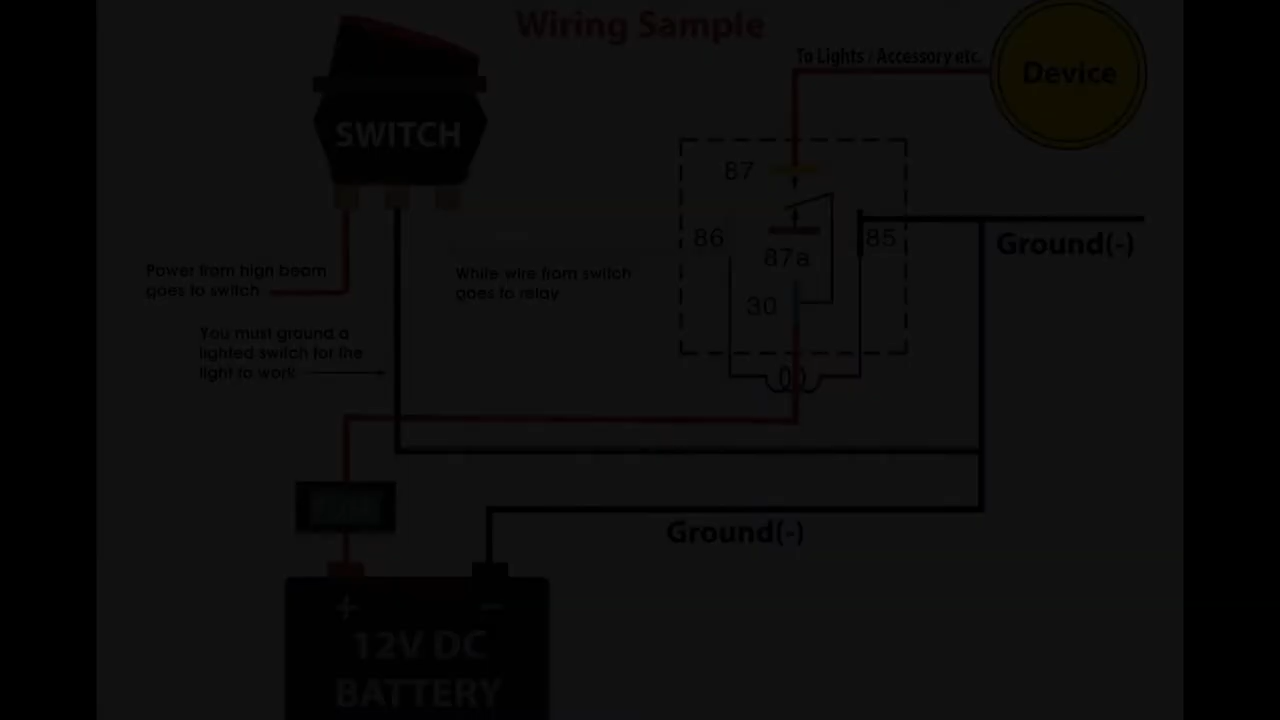 Wiring Sample
To Lights / Accessory etc.
Device
SWITCH
87
86
85
87a
30
Ground(-)
Power from high beam
goes to switch
While wire from switch
goes to relay
You must ground a
lighted switch for the
light to work
Ground(-)
+ −
12V DC
BATTERY